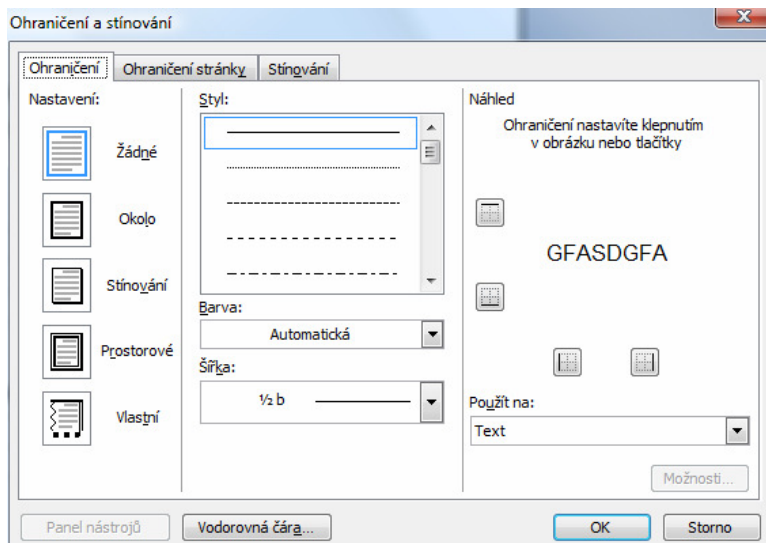 Ohraničení a stínování
Ohraničení
Ohraničení stránky
Stínování
Nastavení:
Žádné
Okolo
Stínování
Prostorové
Vlastní
Styl:
Barva:
Automatická
Šířka:
½ b
Náhled
Ohraničení nastavíte klepnutím
v obrázku nebo tlačítky
GFASDGFA
Použít na:
Text
Možnosti...
Panel nástrojů
Vodorovná čára...
OK
Storno